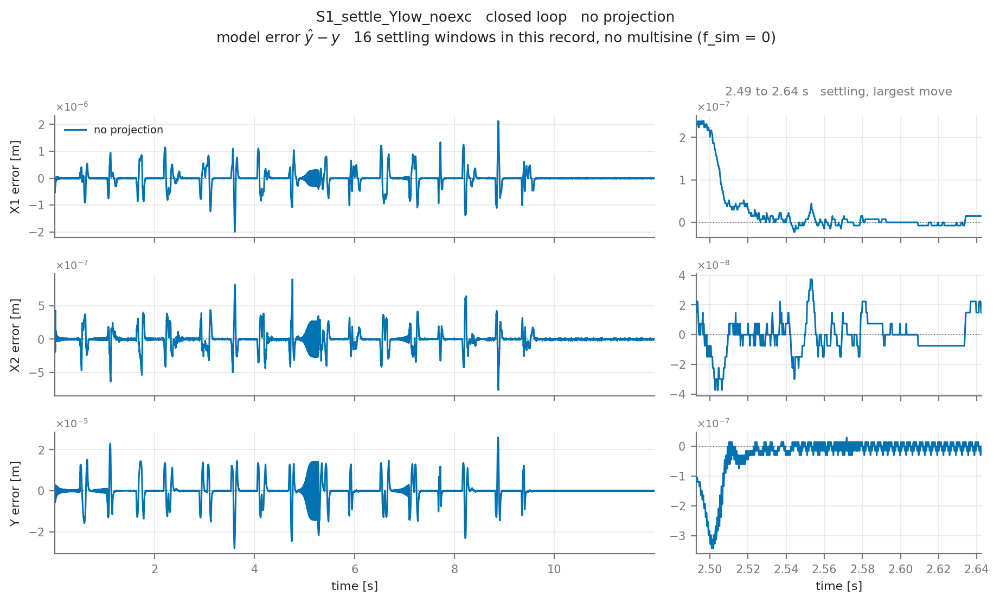 S1_settle_Ylow_noexc   closed loop   no projection
model error ŷ − y   16 settling windows in this record, no multisine (f_sim = 0)
2.49 to 2.64 s   settling, largest move
×10⁻⁶
×10⁻⁷
no projection
X1 error [m]
2
1
0
−1
−2
2
1
0
×10⁻⁷
×10⁻⁸
X2 error [m]
5
0
−5
4
2
0
−2
−4
×10⁻⁵
×10⁻⁷
Y error [m]
2
0
−2
0
−1
−2
−3
2 4 6 8 10
2.50 2.52 2.54 2.56 2.58 2.60 2.62 2.64
time [s]
time [s]